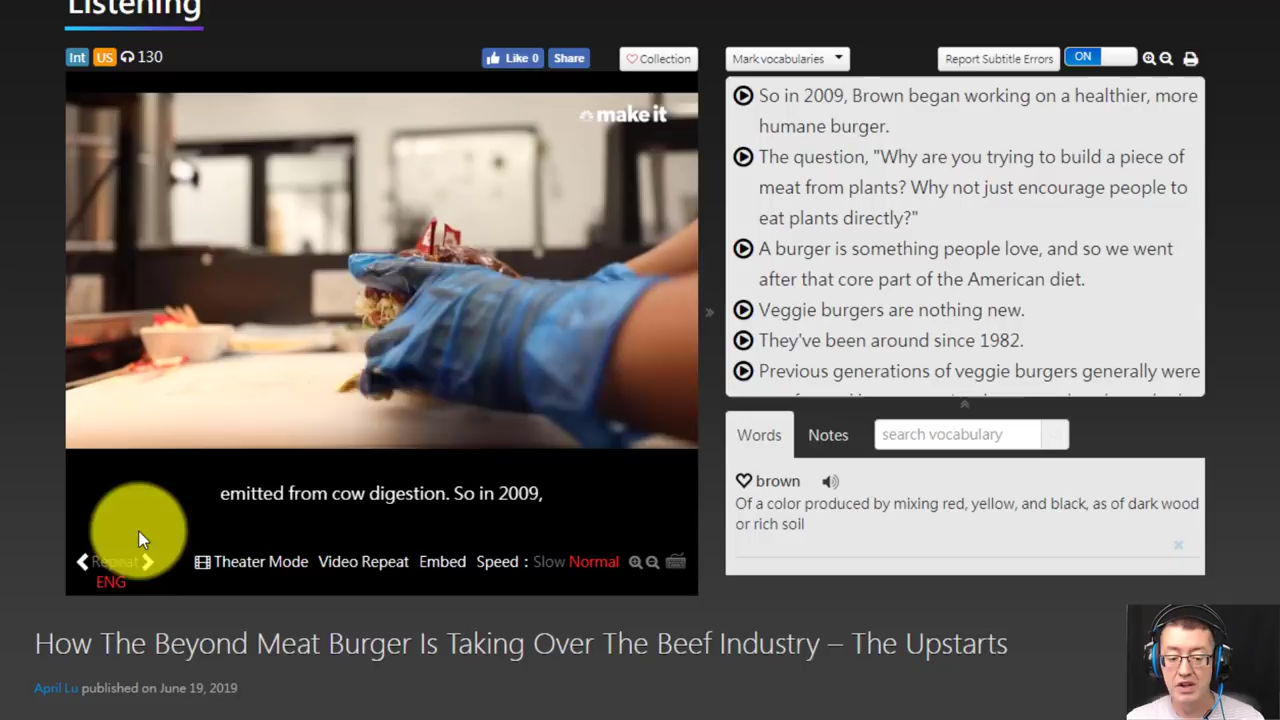 Listening
Int US 130
Like 0 Share
Collection
Mark vocabularies
Report Subtitle Errors
ON
make it
So in 2009, Brown began working on a healthier, more
humane burger.
The question, "Why are you trying to build a piece of
meat from plants? Why not just encourage people to
eat plants directly?"
A burger is something people love, and so we went
after that core part of the American diet.
Veggie burgers are nothing new.
They've been around since 1982.
Previous generations of veggie burgers generally were
emitted from cow digestion. So in 2009,
Repeat
ENG
Theater Mode Video Repeat Embed Speed : Slow Normal
Words Notes search vocabulary
brown
Of a color produced by mixing red, yellow, and black, as of dark wood
or rich soil
How The Beyond Meat Burger Is Taking Over The Beef Industry – The Upstarts
April Lu published on June 19, 2019